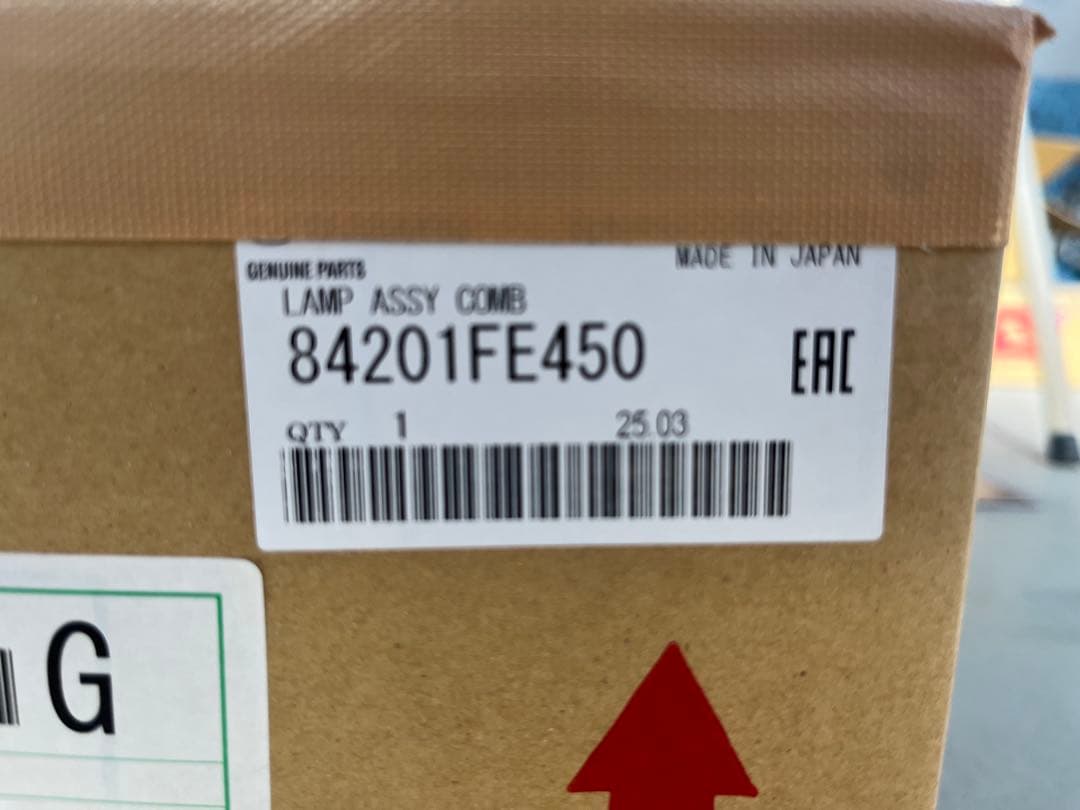 GENUINE PARTS
MADE IN JAPAN
LAMP ASSY COMB
84201FE450
EAC
QTY 1 25.03
G